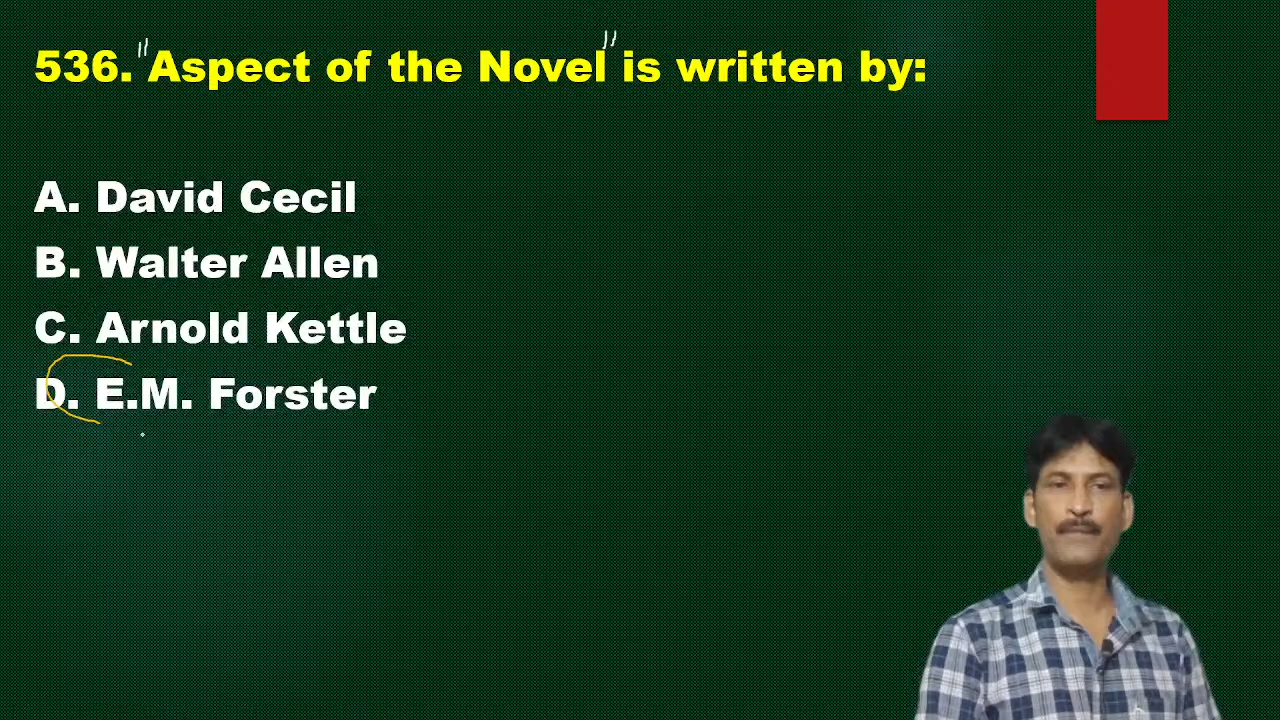 536. "Aspect of the Novel" is written by:
A. David Cecil
B. Walter Allen
C. Arnold Kettle
D. E.M. Forster